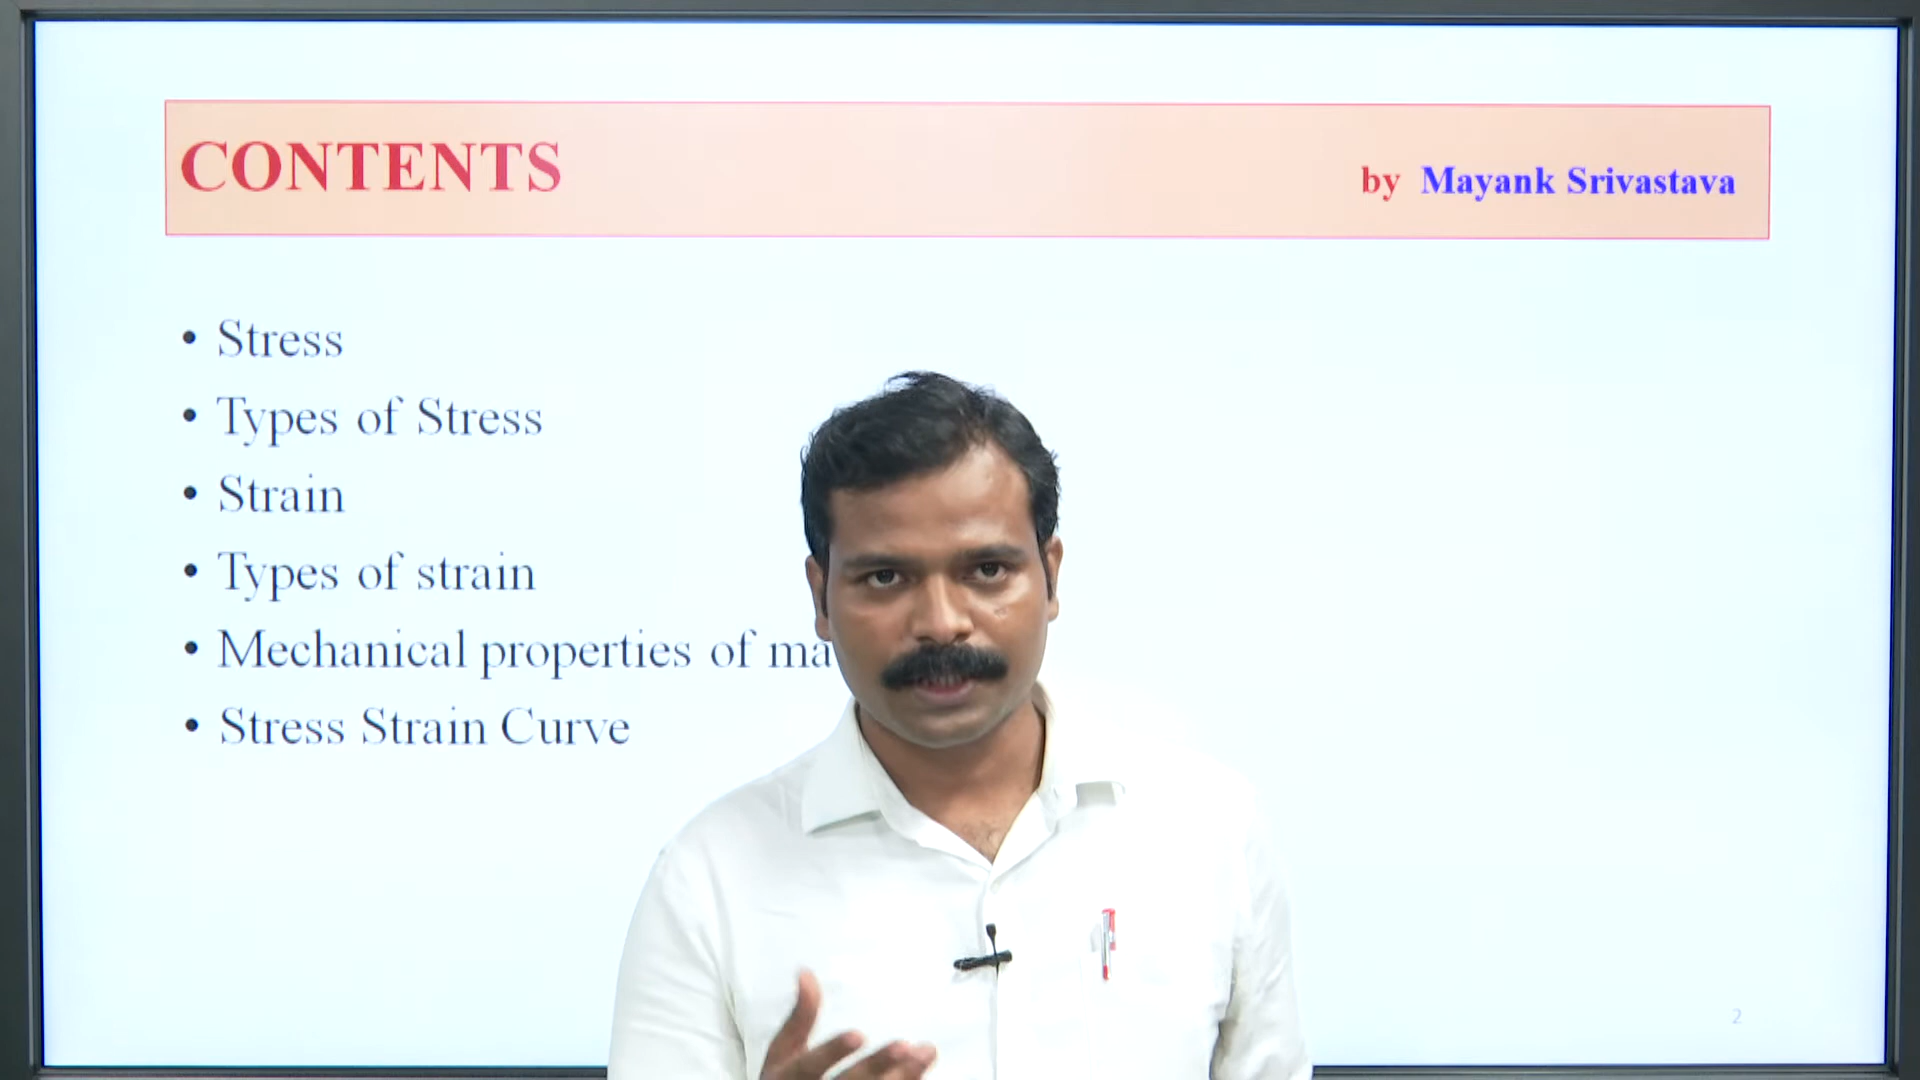 CONTENTS
by Mayank Srivastava
• Stress
• Types of Stress
• Strain
• Types of strain
• Mechanical properties of
• Stress Strain Curve
2